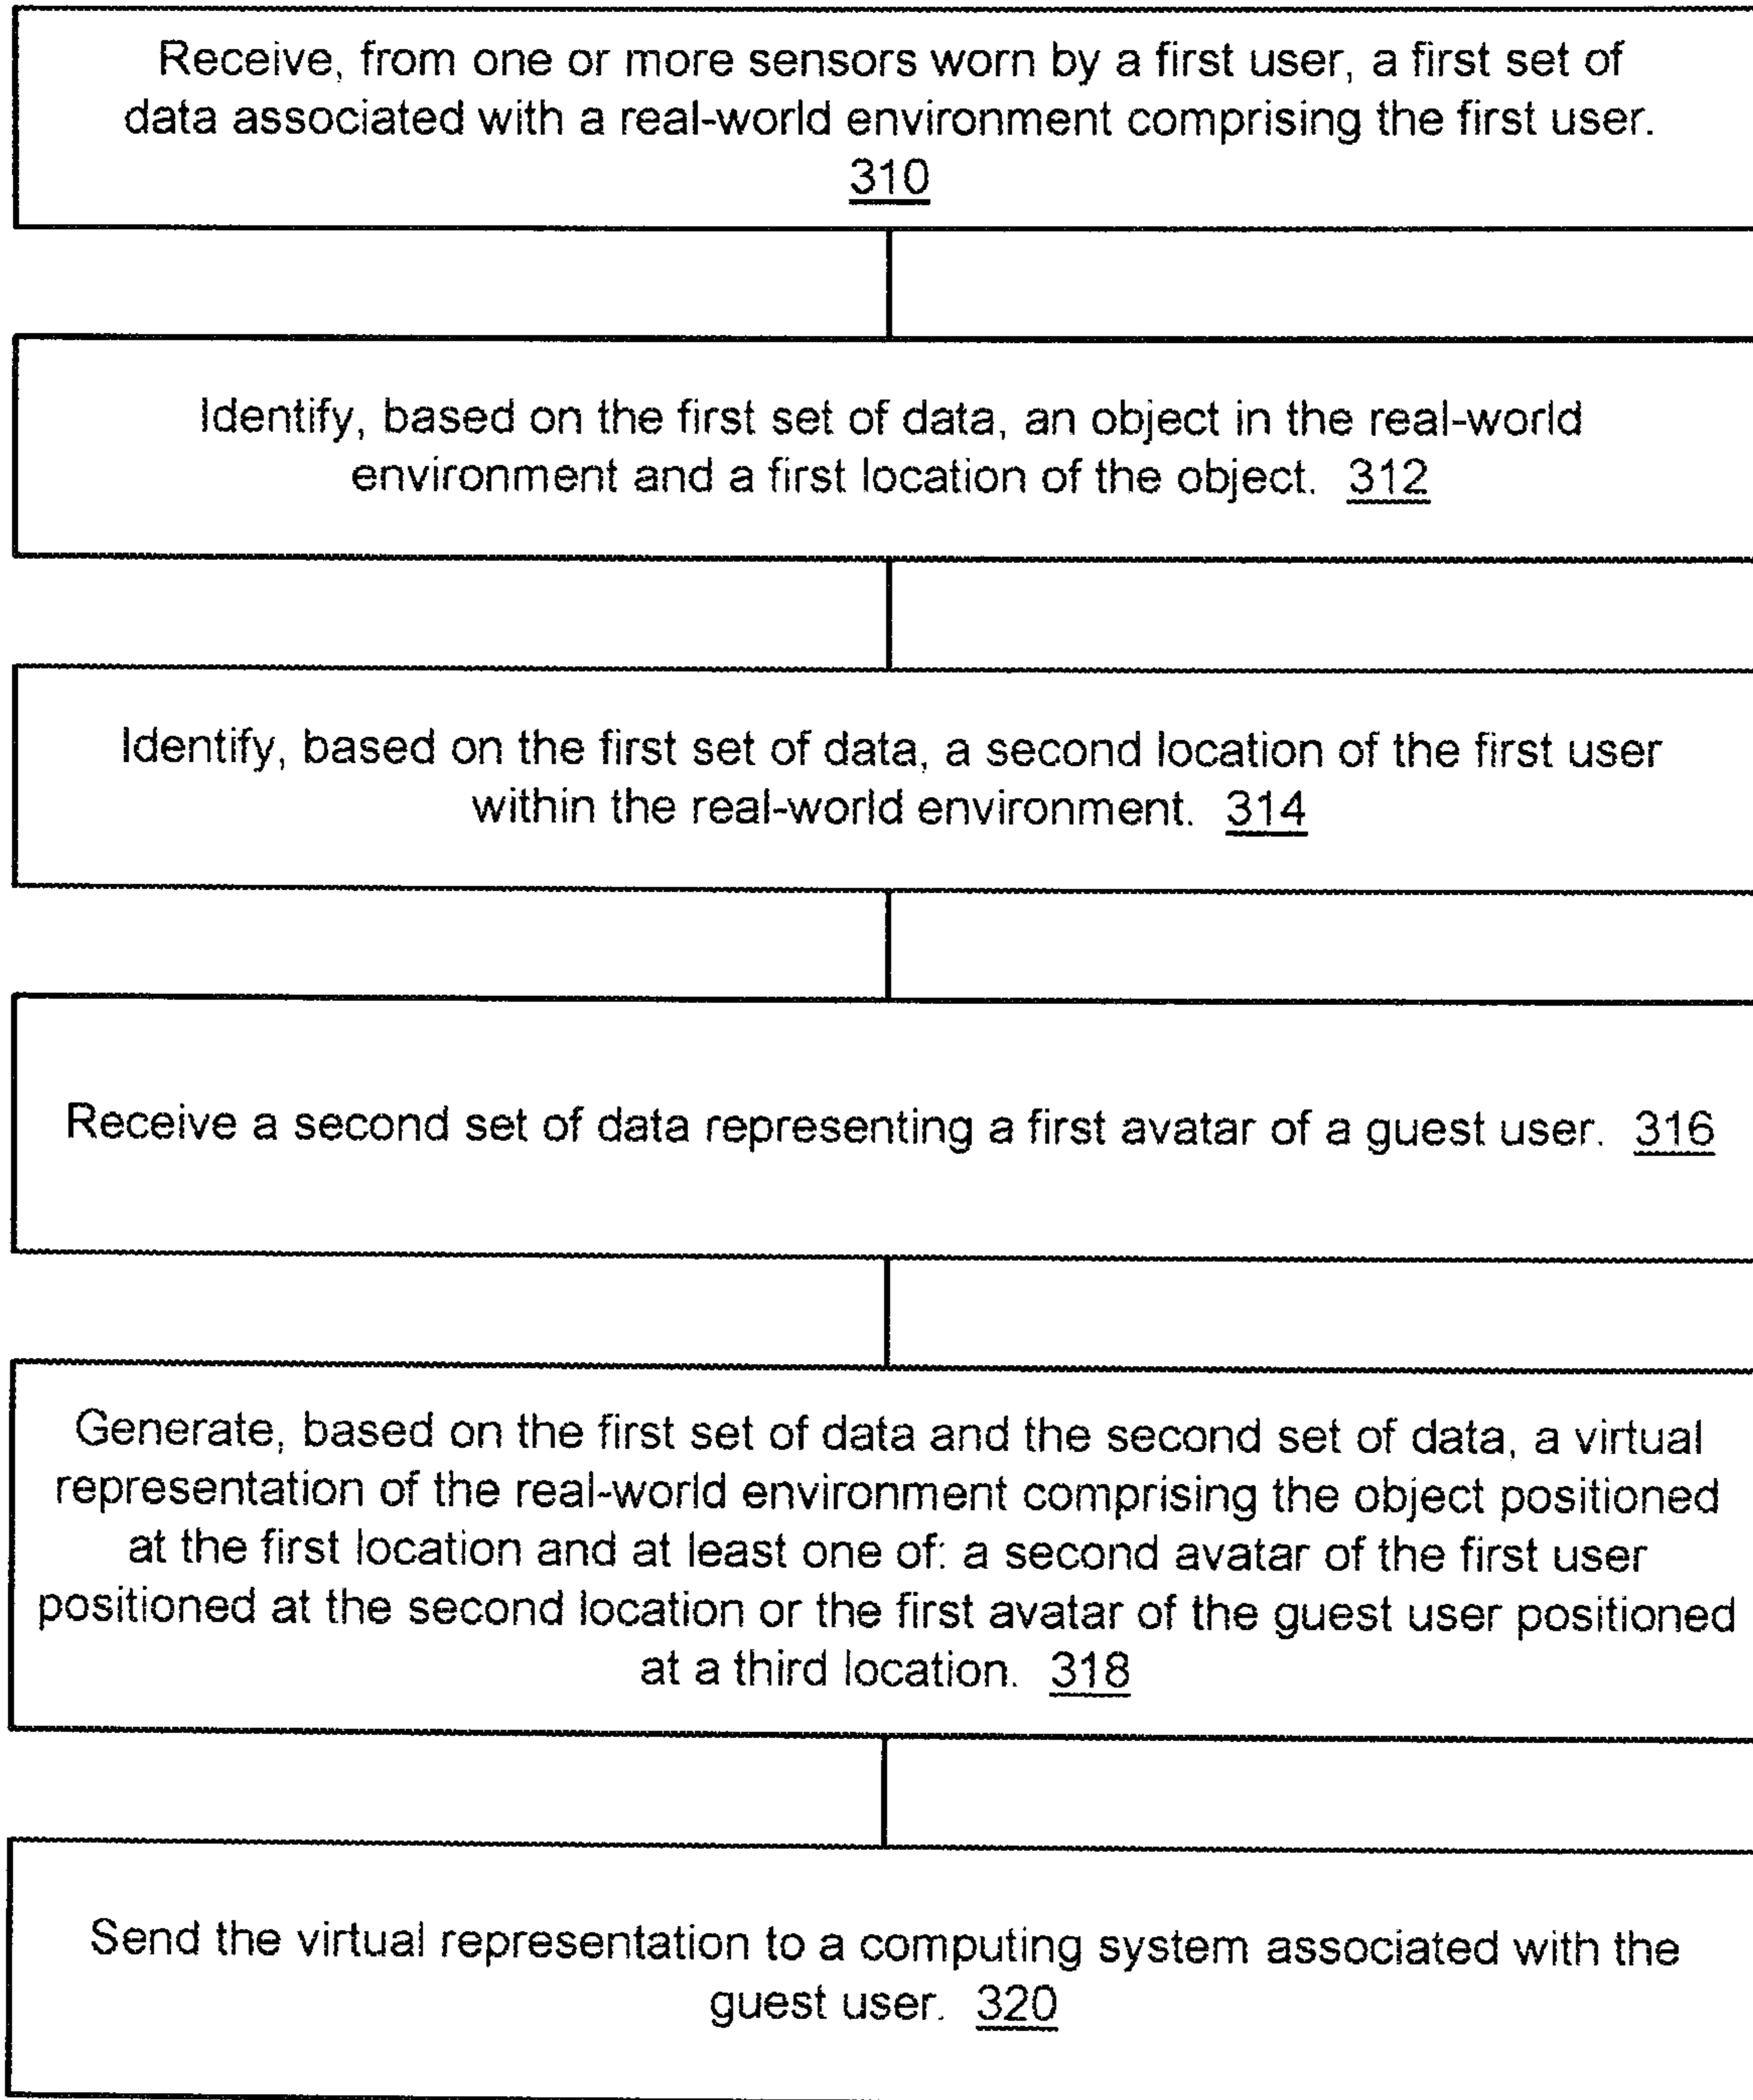 Receive, from one or more sensors worn by a first user, a first set of
data associated with a real-world environment comprising the first user.
310
Identify, based on the first set of data, an object in the real-world
environment and a first location of the object. 312
Identify, based on the first set of data, a second location of the first user
within the real-world environment. 314
Receive a second set of data representing a first avatar of a guest user. 316
Generate, based on the first set of data and the second set of data, a virtual
representation of the real-world environment comprising the object positioned
at the first location and at least one of: a second avatar of the first user
positioned at the second location or the first avatar of the guest user positioned
at a third location. 318
Send the virtual representation to a computing system associated with the
guest user. 320